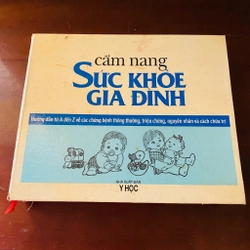 cẩm nang
SỨC KHỎE
GIA ĐÌNH
Hướng dẫn từ A đến Z về các chứng bệnh thông thường, triệu chứng, nguyên nhân và cách chữa trị
NHÀ XUẤT BẢN
Y HỌC